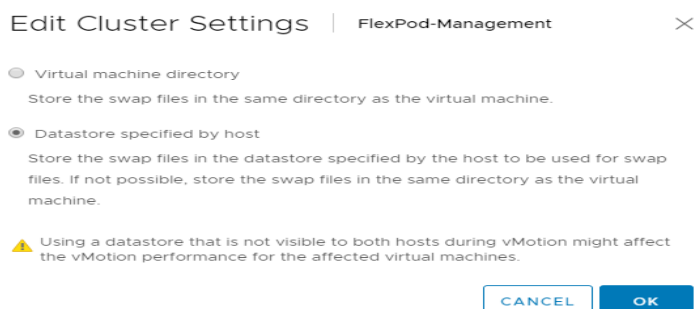 Edit Cluster Settings | FlexPod-Management
Virtual machine directory
Store the swap files in the same directory as the virtual machine.
Datastore specified by host
Store the swap files in the datastore specified by the host to be used for swap
files. If not possible, store the swap files in the same directory as the virtual
machine.
Using a datastore that is not visible to both hosts during vMotion might affect
the vMotion performance for the affected virtual machines.
CANCEL OK